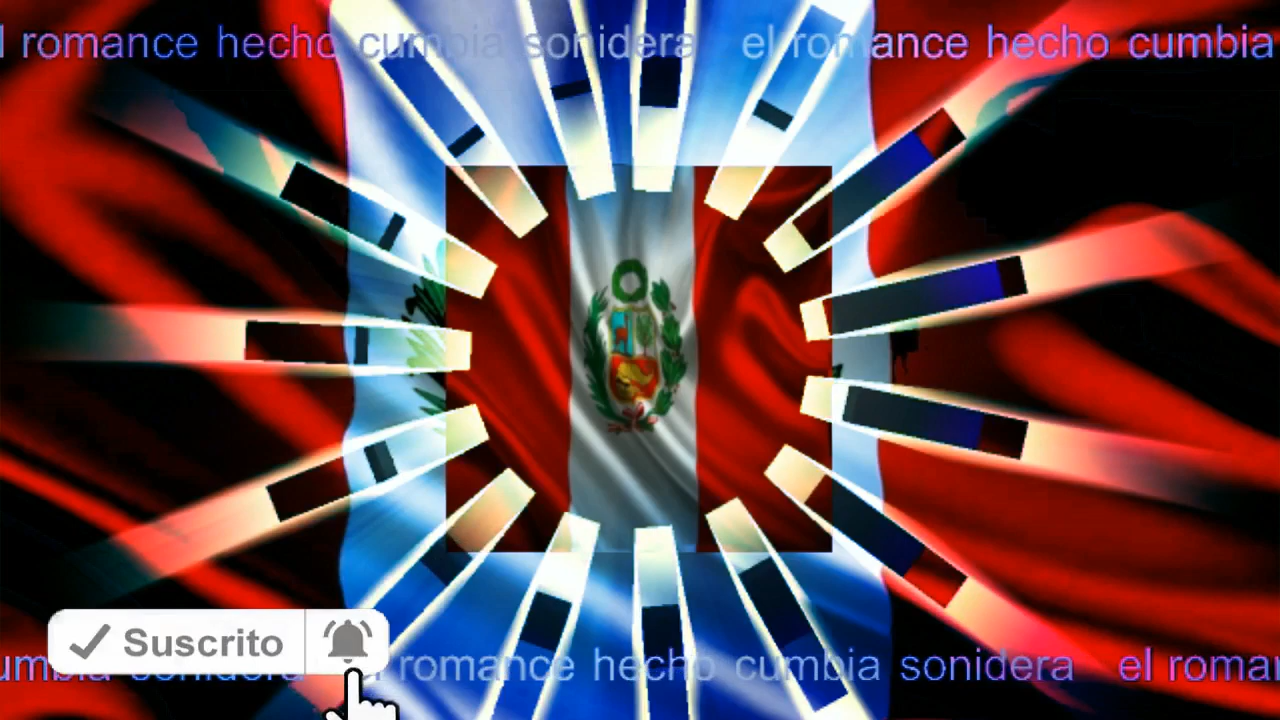 l romance hecho cumbia sonidera el romance hecho cumbia
Suscrito
umbia sonidera el romance hecho cumbia sonidera el roman